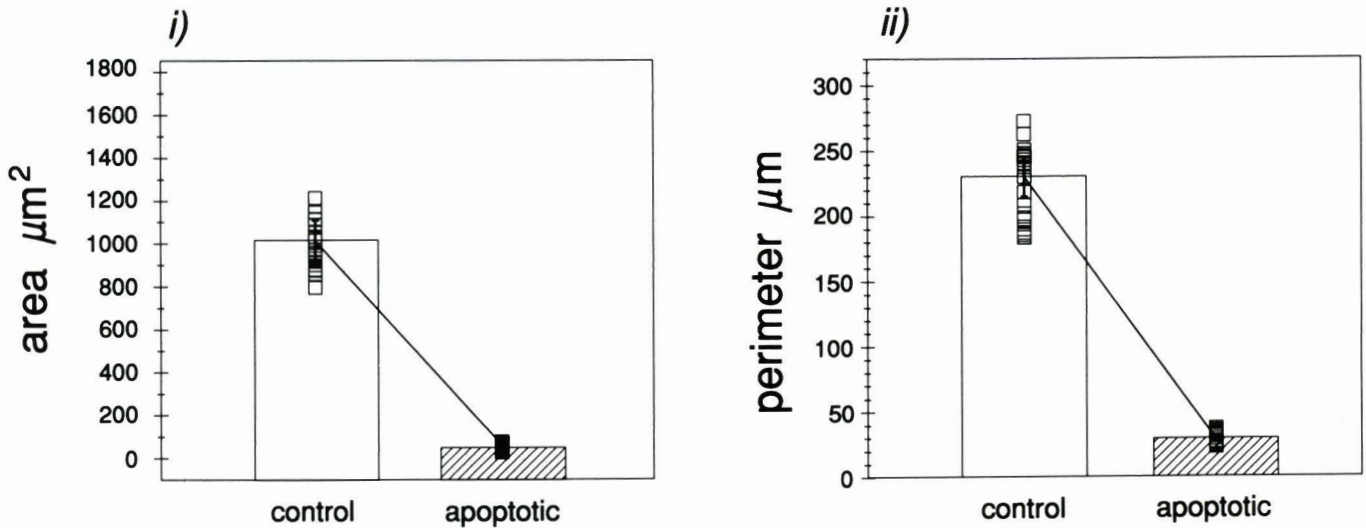 i)
area μm²
1800
1600
1400
1200
1000
800
600
400
200
0
control apoptotic
ii)
perimeter μm
300
250
200
150
100
50
0
control apoptotic